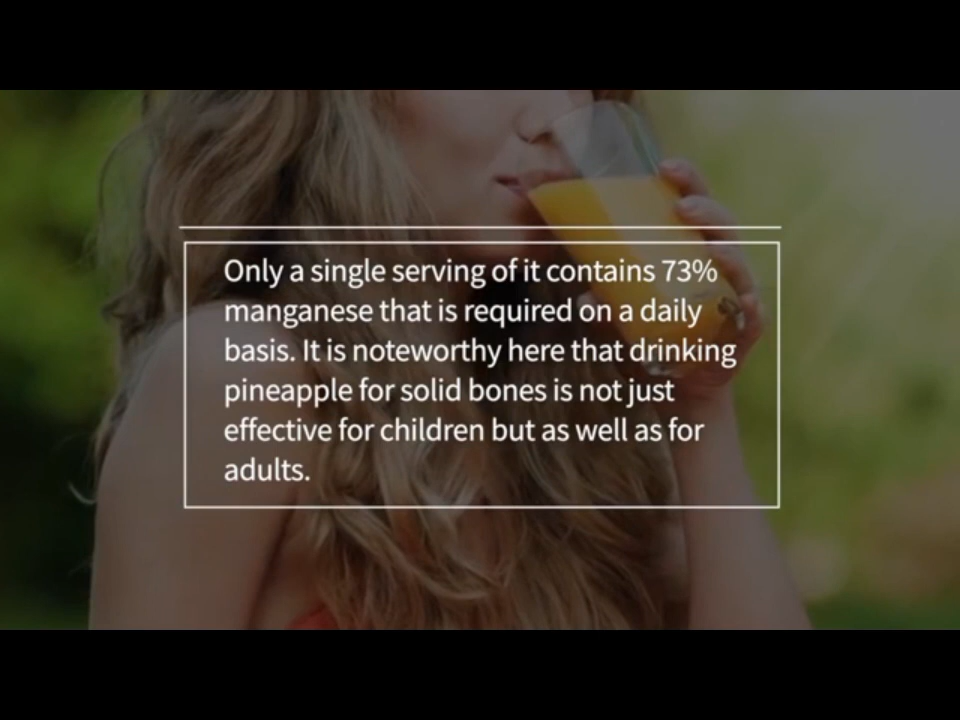 Only a single serving of it contains 73%
manganese that is required on a daily
basis. It is noteworthy here that drinking
pineapple for solid bones is not just
effective for children but as well as for
adults.